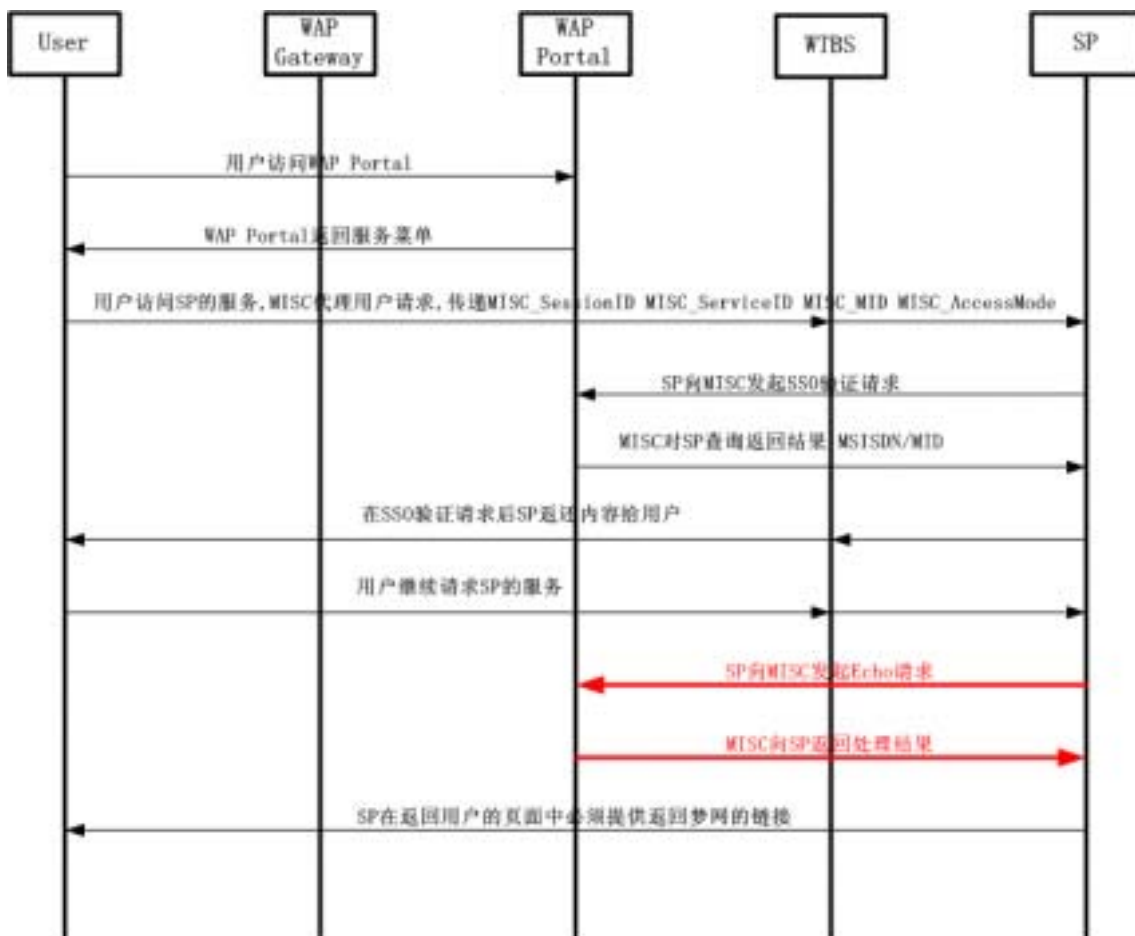 User
WAP
Gateway
WAP
Portal
WTBS
SP
用户访问WAP Portal
WAP Portal返回服务菜单
用户访问SP的服务,MISC代理用户请求,传递MISC_SessionID MISC_ServiceID MISC_MID MISC_AccessMode
SP向MISC发起SSO验证请求
MISC对SP查询返回结果 MSISDN/MID
在SSO验证请求后SP返还内容给用户
用户继续请求SP的服务
SP向MISC发起Echo请求
MISC向SP返回处理结果
SP在返回用户的页面中必须提供返回梦网的链接